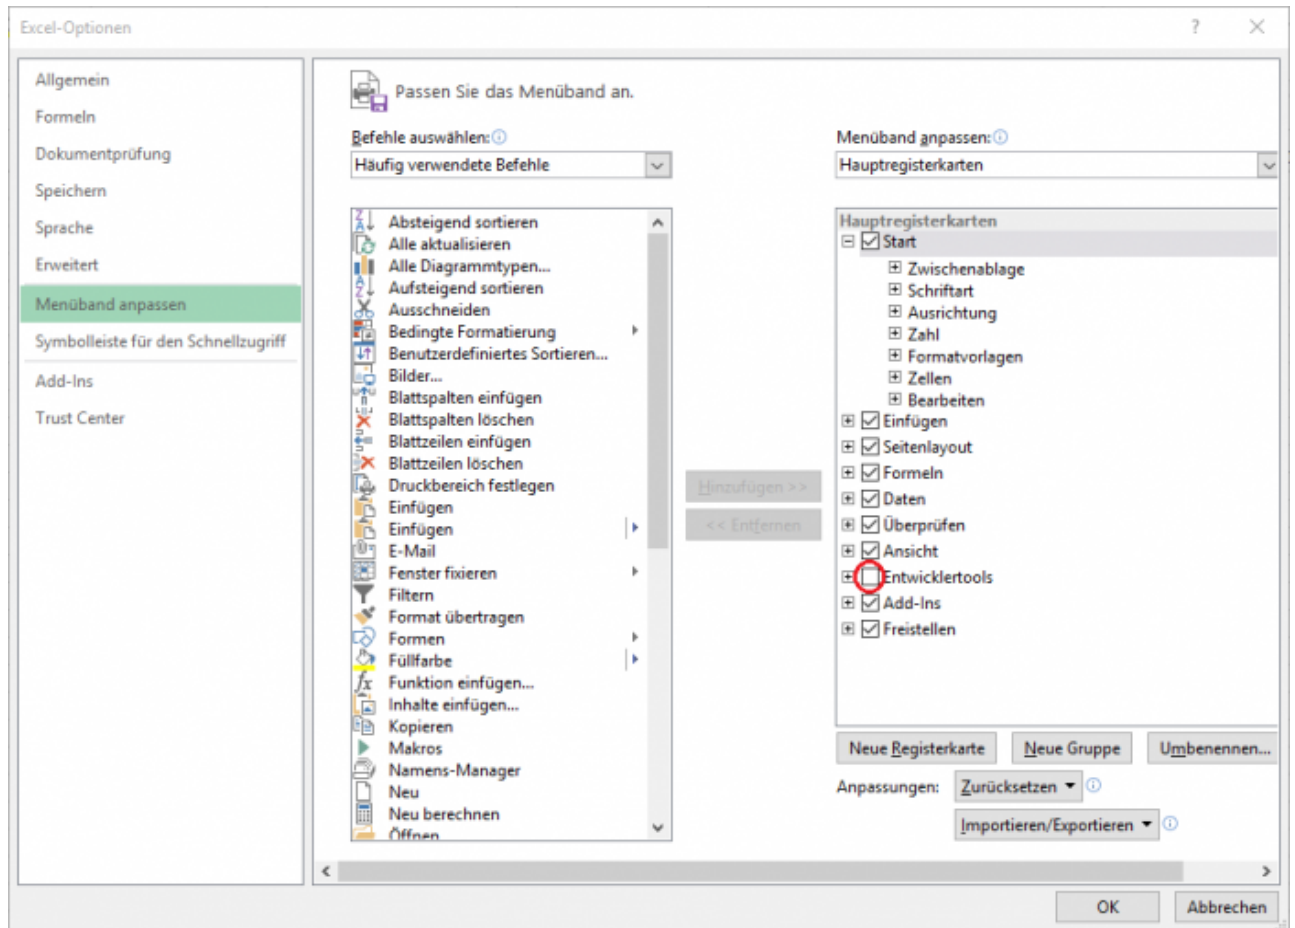 Excel-Optionen
Allgemein
Formeln
Dokumentprüfung
Speichern
Sprache
Erweitert
Menüband anpassen
Symbolleiste für den Schnellzugriff
Add-Ins
Trust Center
Passen Sie das Menüband an.
Befehle auswählen:
Häufig verwendete Befehle
Absteigend sortieren
Alle aktualisieren
Alle Diagrammtypen...
Aufsteigend sortieren
Ausschneiden
Bedingte Formatierung
Benutzerdefiniertes Sortieren...
Bilder...
Blattspalten einfügen
Blattspalten löschen
Blattzeilen einfügen
Blattzeilen löschen
Druckbereich festlegen
Einfügen
Einfügen
E-Mail
Fenster fixieren
Filtern
Format übertragen
Formen
Füllfarbe
Funktion einfügen...
Inhalte einfügen...
Kopieren
Makros
Namens-Manager
Neu
Neu berechnen
Öffnen
Hinzufügen >>
<< Entfernen
Menüband anpassen:
Hauptregisterkarten
Hauptregisterkarten
Start
Zwischenablage
Schriftart
Ausrichtung
Zahl
Formatvorlagen
Zellen
Bearbeiten
Einfügen
Seitenlayout
Formeln
Daten
Überprüfen
Ansicht
Entwicklertools
Add-Ins
Freistellen
Neue Registerkarte Neue Gruppe Umbenennen...
Anpassungen: Zurücksetzen
Importieren/Exportieren
OK Abbrechen